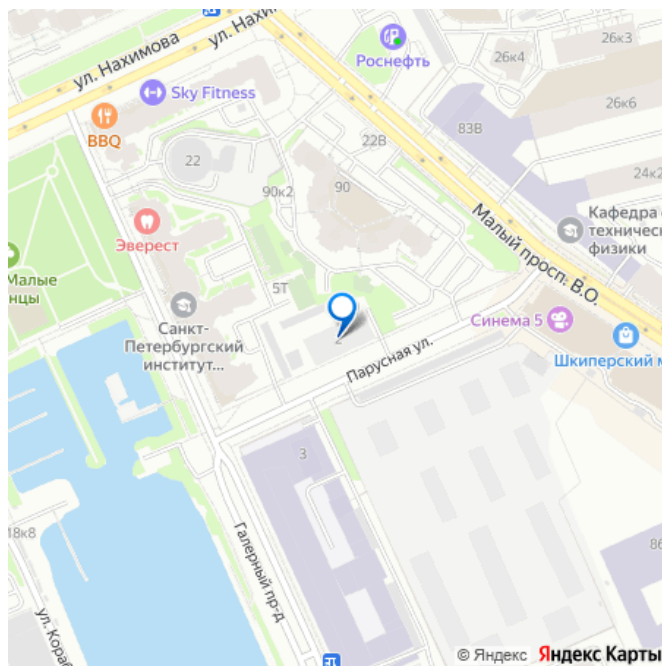 ул. Нахимова
ул. Нахи
Роснефть
26к3
26к4
Sky Fitness
26к6
BBQ
83В
22В
22
24к2
90к2
90
Эверест
Кафедра
техническ
физики
Малый просп. В.О.
Малые
нцы
5Т
Санкт-
Петербургский
институт...
Синема 5
2
Парусная ул.
Шкиперский м
3
18к8
Галерный пр-д
86
ул. Кораб
© Яндекс Яндекс Карты